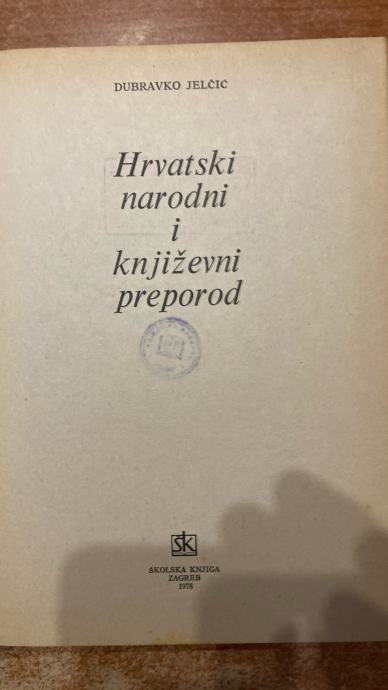 DUBRAVKO JELČIĆ
Hrvatski
narodni
i
književni
preporod
ŠK
ŠKOLSKA KNJIGA
ZAGREB
1978